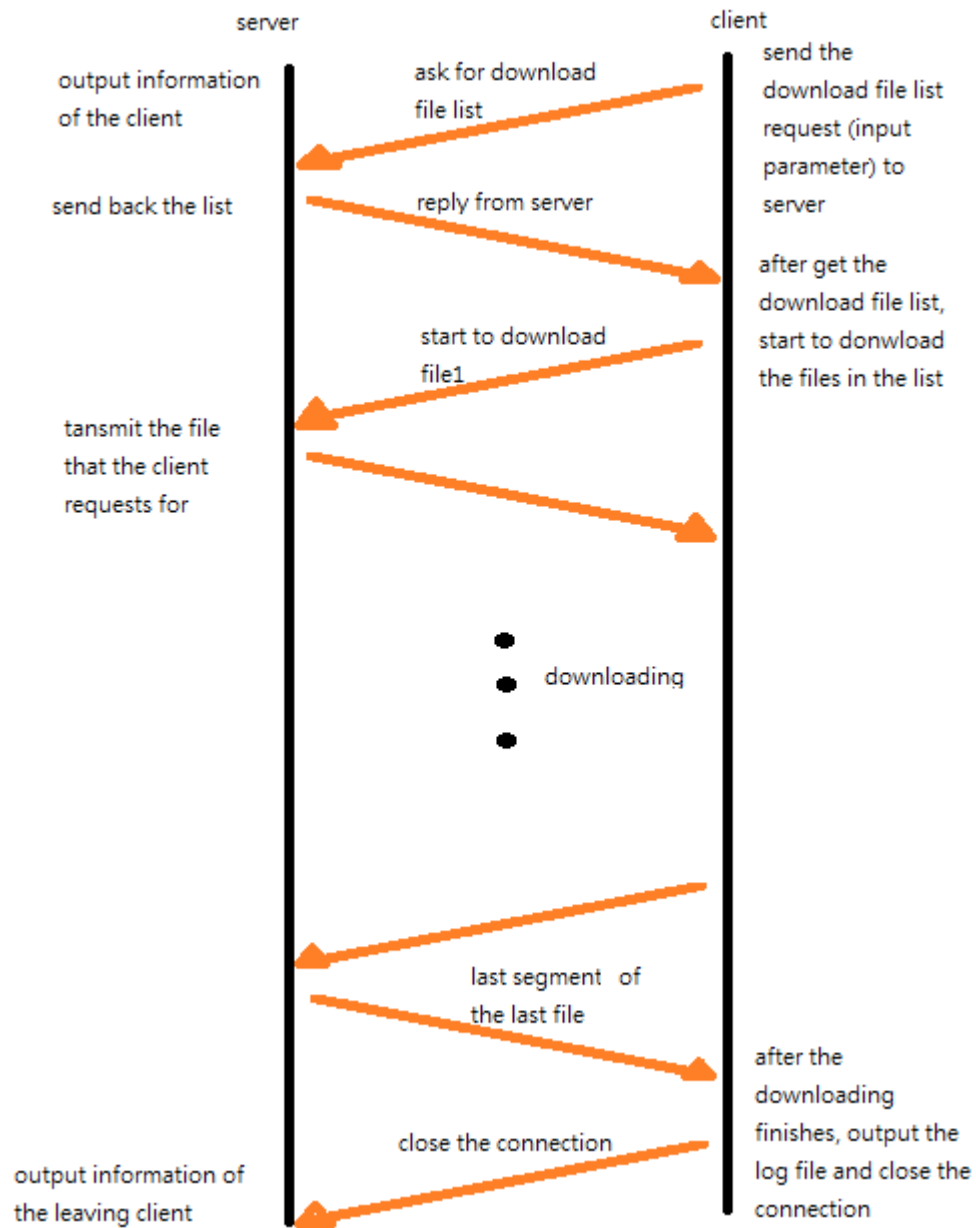 server
client
output information
of the client
ask for download
file list
send the
download file list
request (input
parameter) to
server
send back the list
reply from server
after get the
download file list,
start to donwload
the files in the list
start to download
file1
tansmit the file
that the client
requests for
downloading
last segment of
the last file
after the
downloading
finishes, output the
log file and close the
connection
close the connection
output information of
the leaving client